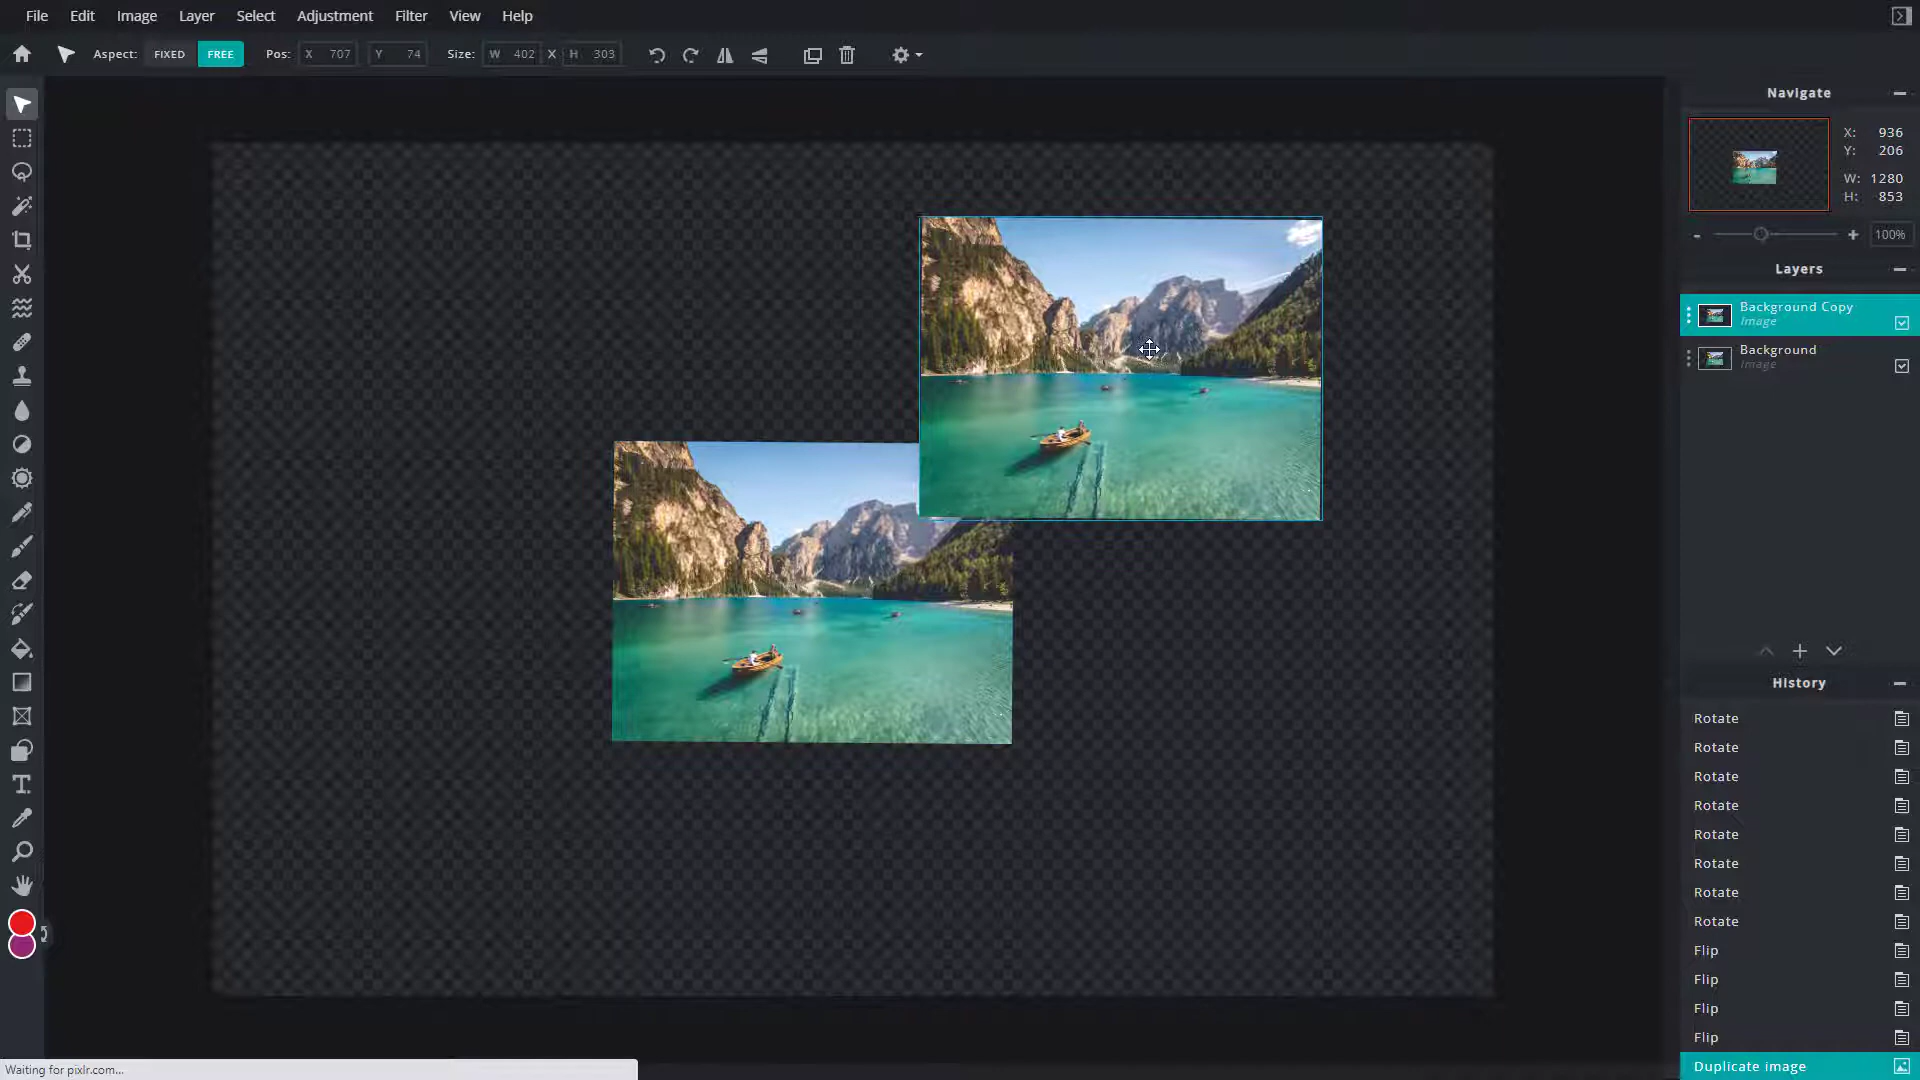 File Edit Image Layer Select Adjustment Filter View Help
Aspect: FIXED FREE Pos: X 707 Y 74 Size: W 402 X H 303
Navigate
X: 936
Y: 206
W: 1280
H: 853
- + 100%
Layers
Background Copy
Image
Background
Image
History
Rotate
Rotate
Rotate
Rotate
Rotate
Rotate
Rotate
Rotate
Flip
Flip
Flip
Flip
Duplicate image
Waiting for pixlr.com...